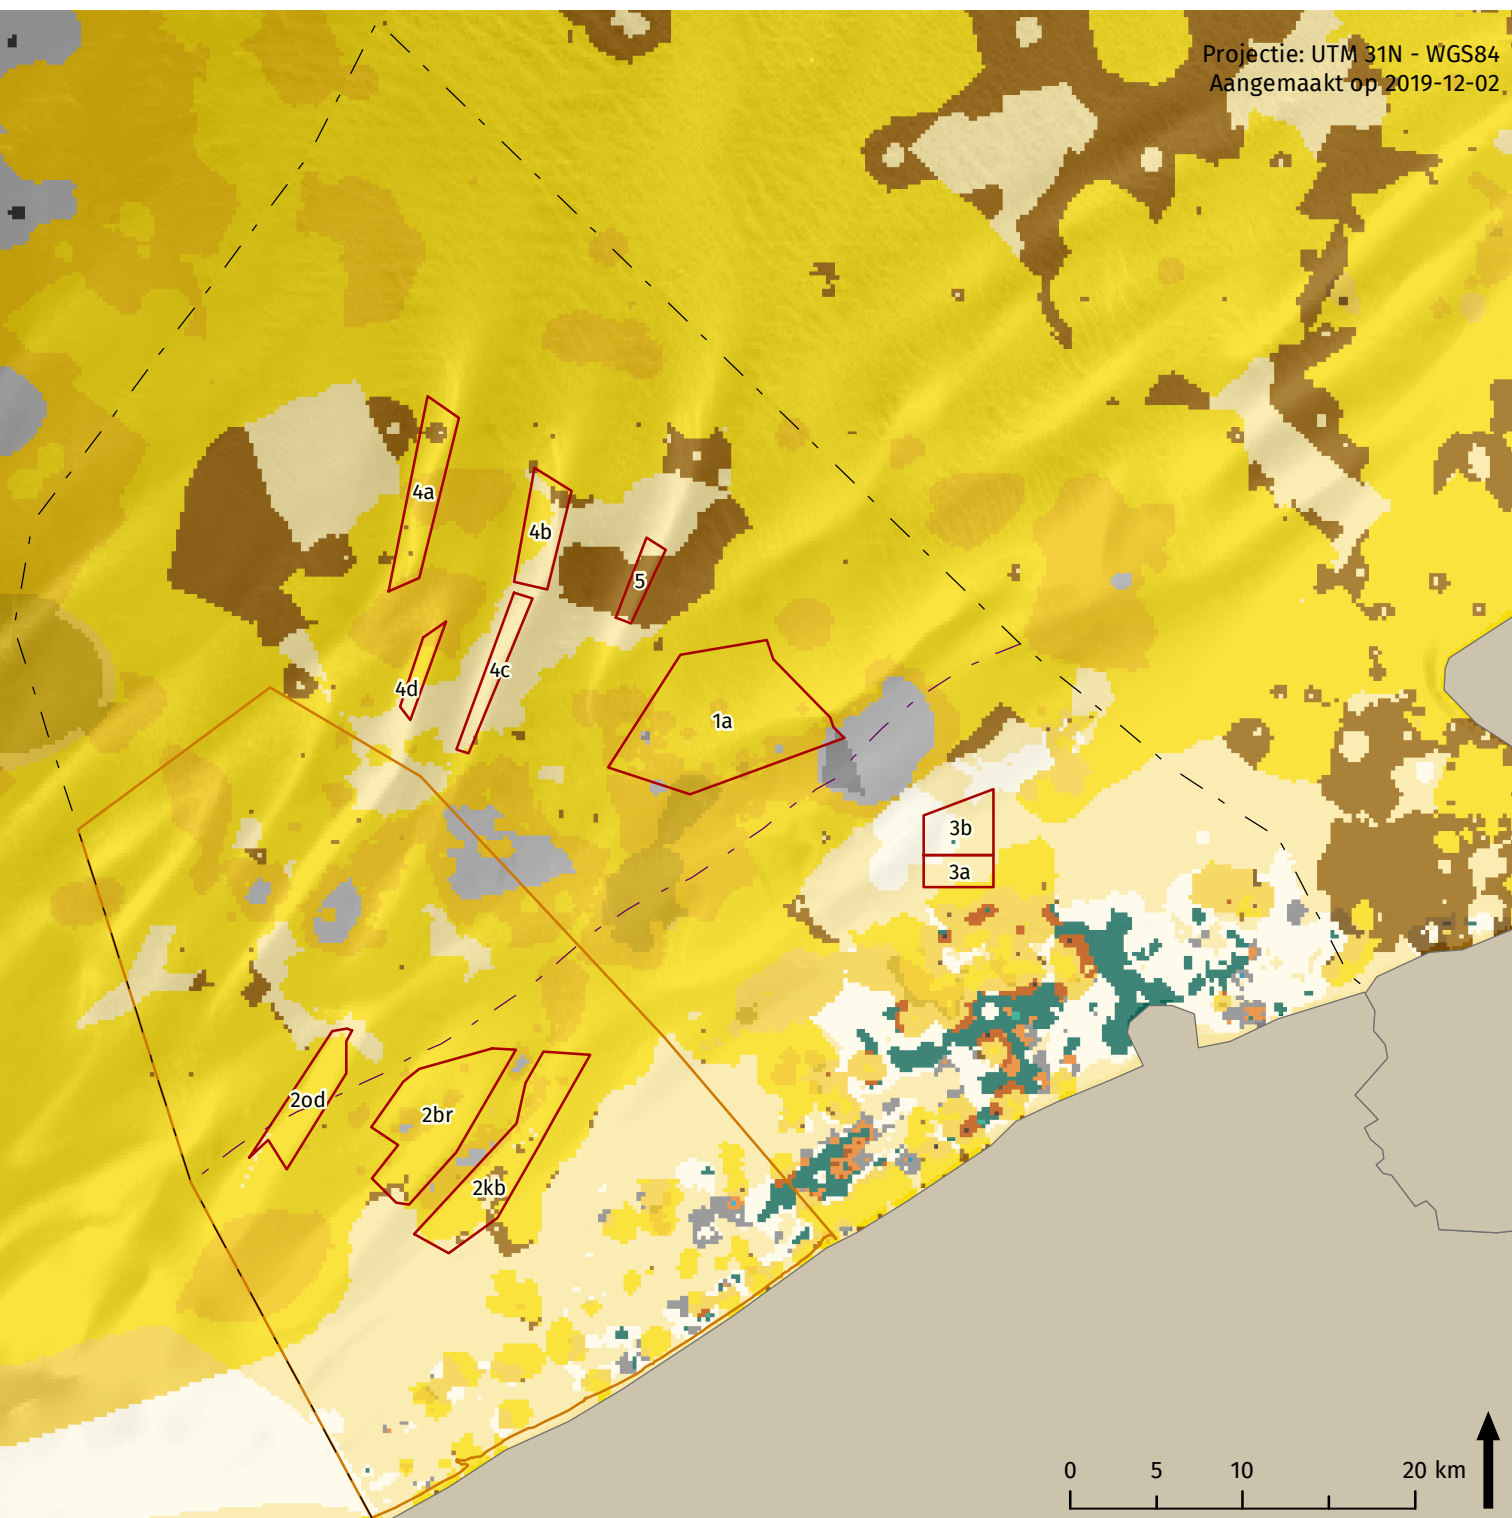 Projectie: UTM 31N - WGS84
Aangemaakt op 2019-12-02
4a
4b
5
4c
4d
1a
3b
3a
2od
2br
2kb
0 5 10 20 km